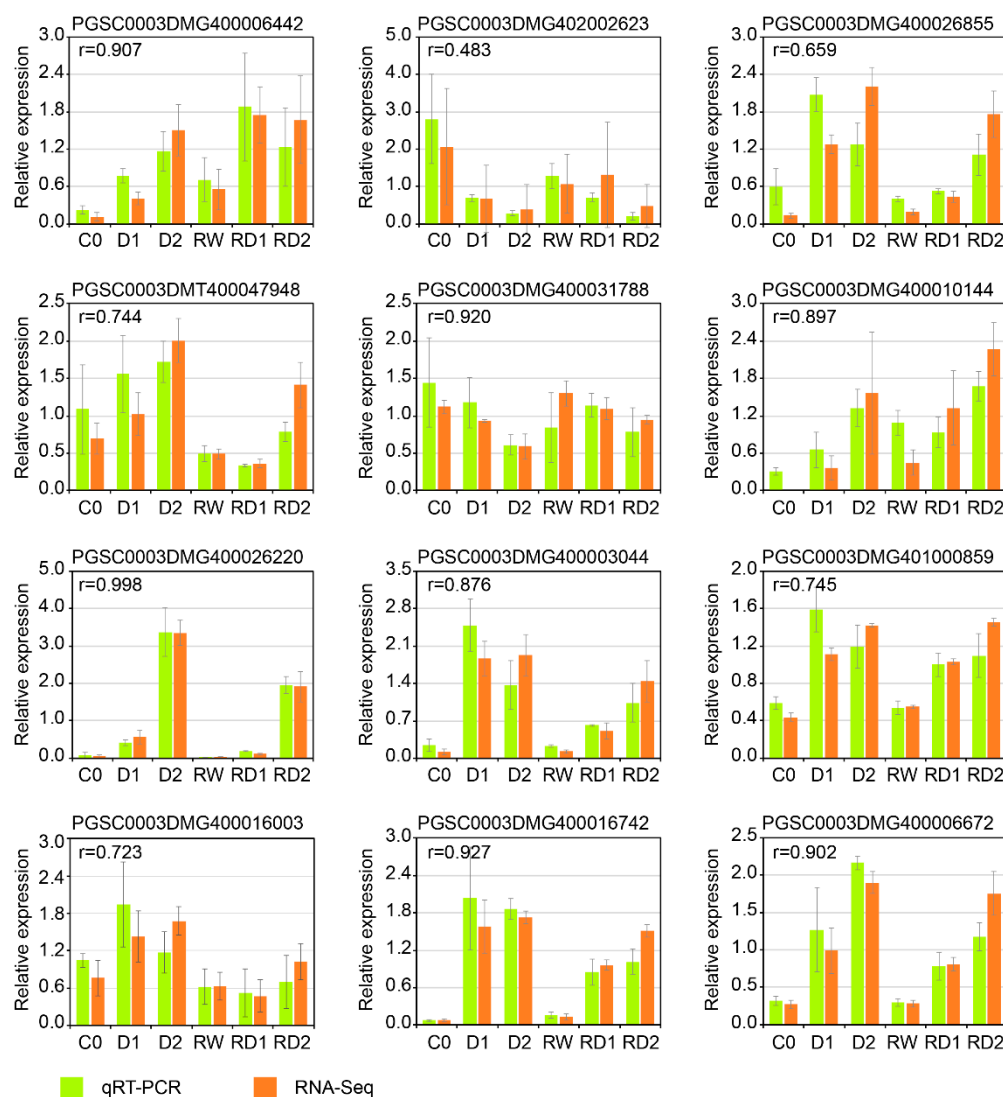 PGSC0003DMG400006442
r=0.907
Relative expression
3.0
2.4
1.8
1.2
0.6
0.0
C0 D1 D2 RW RD1 RD2
PGSC0003DMG402002623
r=0.483
Relative expression
5.0
4.0
3.0
2.0
1.0
0.0
C0 D1 D2 RW RD1 RD2
PGSC0003DMG400026855
r=0.659
Relative expression
3.0
2.4
1.8
1.2
0.6
0.0
C0 D1 D2 RW RD1 RD2
PGSC0003DMT400047948
r=0.744
Relative expression
2.5
2.0
1.5
1.0
0.5
0.0
C0 D1 D2 RW RD1 RD2
PGSC0003DMG400031788
r=0.920
Relative expression
2.5
2.0
1.5
1.0
0.5
0.0
C0 D1 D2 RW RD1 RD2
PGSC0003DMG400010144
r=0.897
Relative expression
3.0
2.4
1.8
1.2
0.6
0.0
C0 D1 D2 RW RD1 RD2
PGSC0003DMG400026220
r=0.998
Relative expression
5.0
4.0
3.0
2.0
1.0
0.0
C0 D1 D2 RW RD1 RD2
PGSC0003DMG400003044
r=0.876
Relative expression
3.5
2.8
2.1
1.4
0.7
0.0
C0 D1 D2 RW RD1 RD2
PGSC0003DMG401000859
r=0.745
Relative expression
2.0
1.6
1.2
0.8
0.4
0.0
C0 D1 D2 RW RD1 RD2
PGSC0003DMG400016003
r=0.723
Relative expression
3.0
2.4
1.8
1.2
0.6
0.0
C0 D1 D2 RW RD1 RD2
PGSC0003DMG400016742
r=0.927
Relative expression
3.0
2.4
1.8
1.2
0.6
0.0
C0 D1 D2 RW RD1 RD2
PGSC0003DMG400006672
r=0.902
Relative expression
2.5
2.0
1.5
1.0
0.5
0.0
C0 D1 D2 RW RD1 RD2
qRT-PCR RNA-Seq